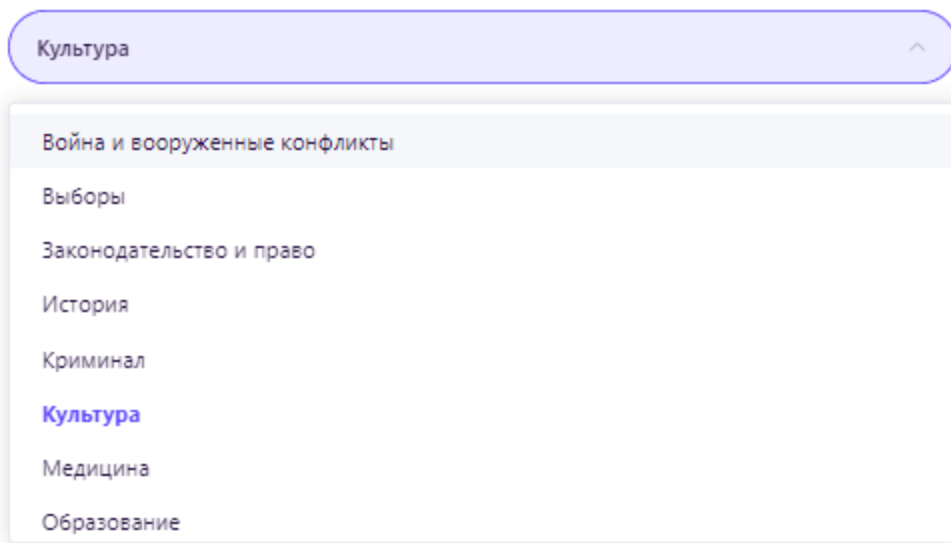 Культура
Война и вооруженные конфликты
Выборы
Законодательство и право
История
Криминал
Культура
Медицина
Образование